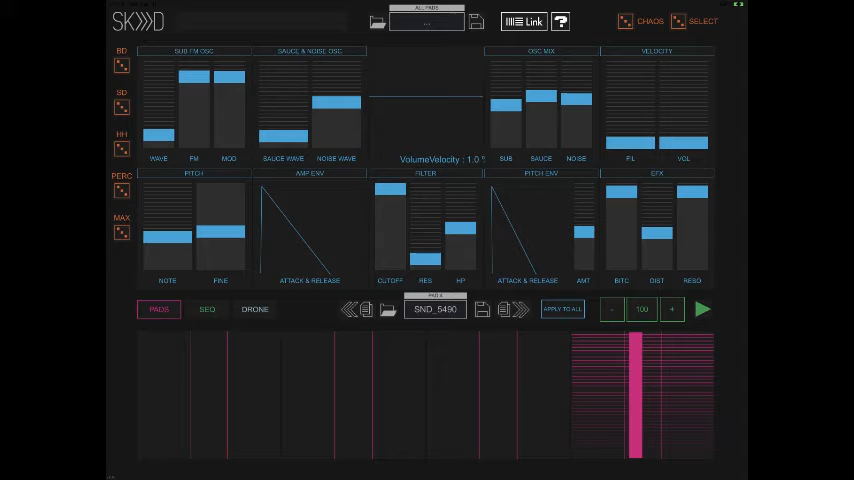 ALL PADS
SK)))D
...
Link
?
CHAOS
SELECT
BD
SUB FM OSC
SAUCE & NOISE OSC
OSC MIX
VELOCITY
SD
HH
VolumeVelocity : 1.0 %
WAVE
FM
MOD
SAUCE WAVE
NOISE WAVE
SUB
SAUCE
NOISE
FIL
VOL
PERC
PITCH
AMP ENV
FILTER
PITCH ENV
EFX
MAX
NOTE
FINE
ATTACK & RELEASE
CUTOFF
RES
HP
ATTACK & RELEASE
AMT
BITC
DIST
RESO
PADS
SEQ
DRONE
SND_5490
APPLY TO ALL
-
100
+